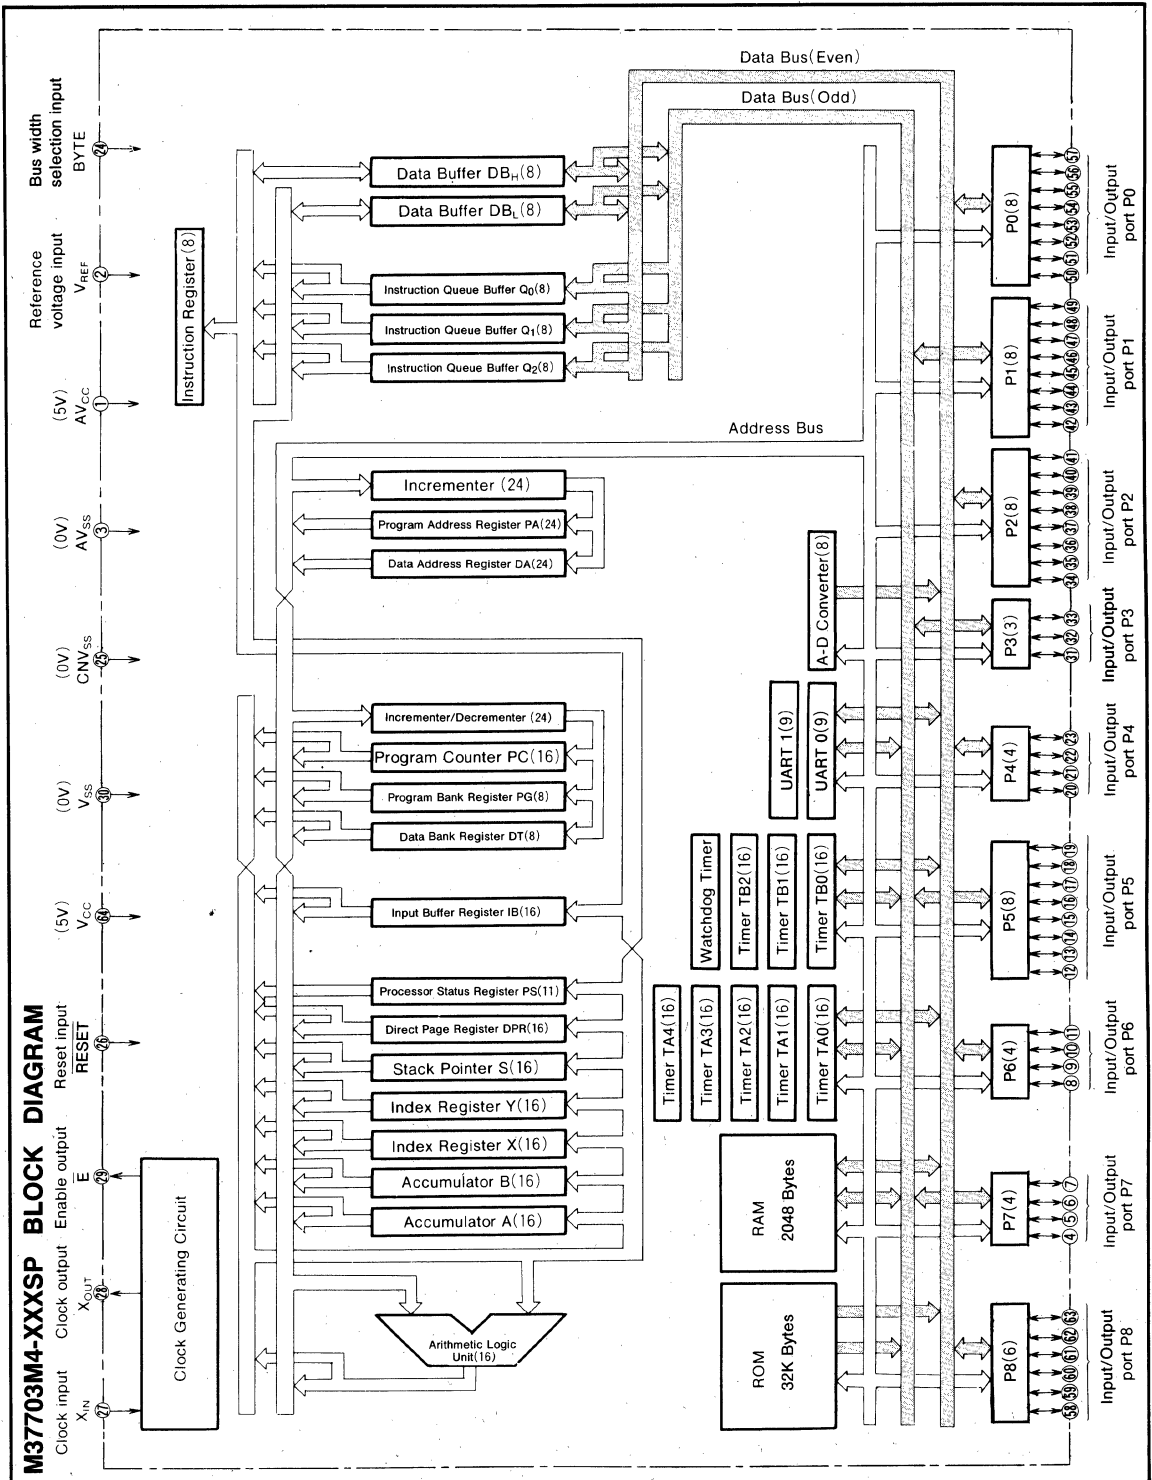 M37703M4-XXXSP BLOCK DIAGRAM
Clock input
XIN
27
Clock output
XOUT
28
Enable output
E
29
Reset input
RESET
26
(5V)
VCC
64
(0V)
VSS
30
(0V)
CNVSS
25
(0V)
AVSS
3
(5V)
AVCC
1
Reference
voltage input
VREF
2
Bus width
selection input
BYTE
24
Clock Generating Circuit
Instruction Register (8)
Data Buffer DBH(8)
Data Buffer DBL(8)
Instruction Queue Buffer Q0(8)
Instruction Queue Buffer Q1(8)
Instruction Queue Buffer Q2(8)
Incrementer (24)
Program Address Register PA(24)
Data Address Register DA(24)
Incrementer/Decrementer (24)
Program Counter PC(16)
Program Bank Register PG(8)
Data Bank Register DT(8)
Input Buffer Register IB(16)
Processor Status Register PS(11)
Direct Page Register DPR(16)
Stack Pointer S(16)
Index Register Y(16)
Index Register X(16)
Accumulator B(16)
Accumulator A(16)
Arithmetic Logic
Unit(16)
Data Bus(Even)
Data Bus(Odd)
Address Bus
A-D Converter(8)
UART 1(9)
UART 0(9)
Watchdog Timer
Timer TB2(16)
Timer TB1(16)
Timer TB0(16)
Timer TA4(16)
Timer TA3(16)
Timer TA2(16)
Timer TA1(16)
Timer TA0(16)
RAM
2048 Bytes
ROM
32K Bytes
P0(8)
57 56 55 54 53 52 51 50
Input/Output
port P0
P1(8)
49 48 47 46 45 44 43 42
Input/Output
port P1
P2(8)
41 40 39 38 37 36 35 34
Input/Output
port P2
P3(3)
33 32 31
Input/Output
port P3
P4(4)
23 22 21 20
Input/Output
port P4
P5(8)
19 18 17 16 15 14 13 12
Input/Output
port P5
P6(4)
11 10 9 8
Input/Output
port P6
P7(4)
7 6 5 4
Input/Output
port P7
P8(6)
63 62 61 60 59 58
Input/Output
port P8